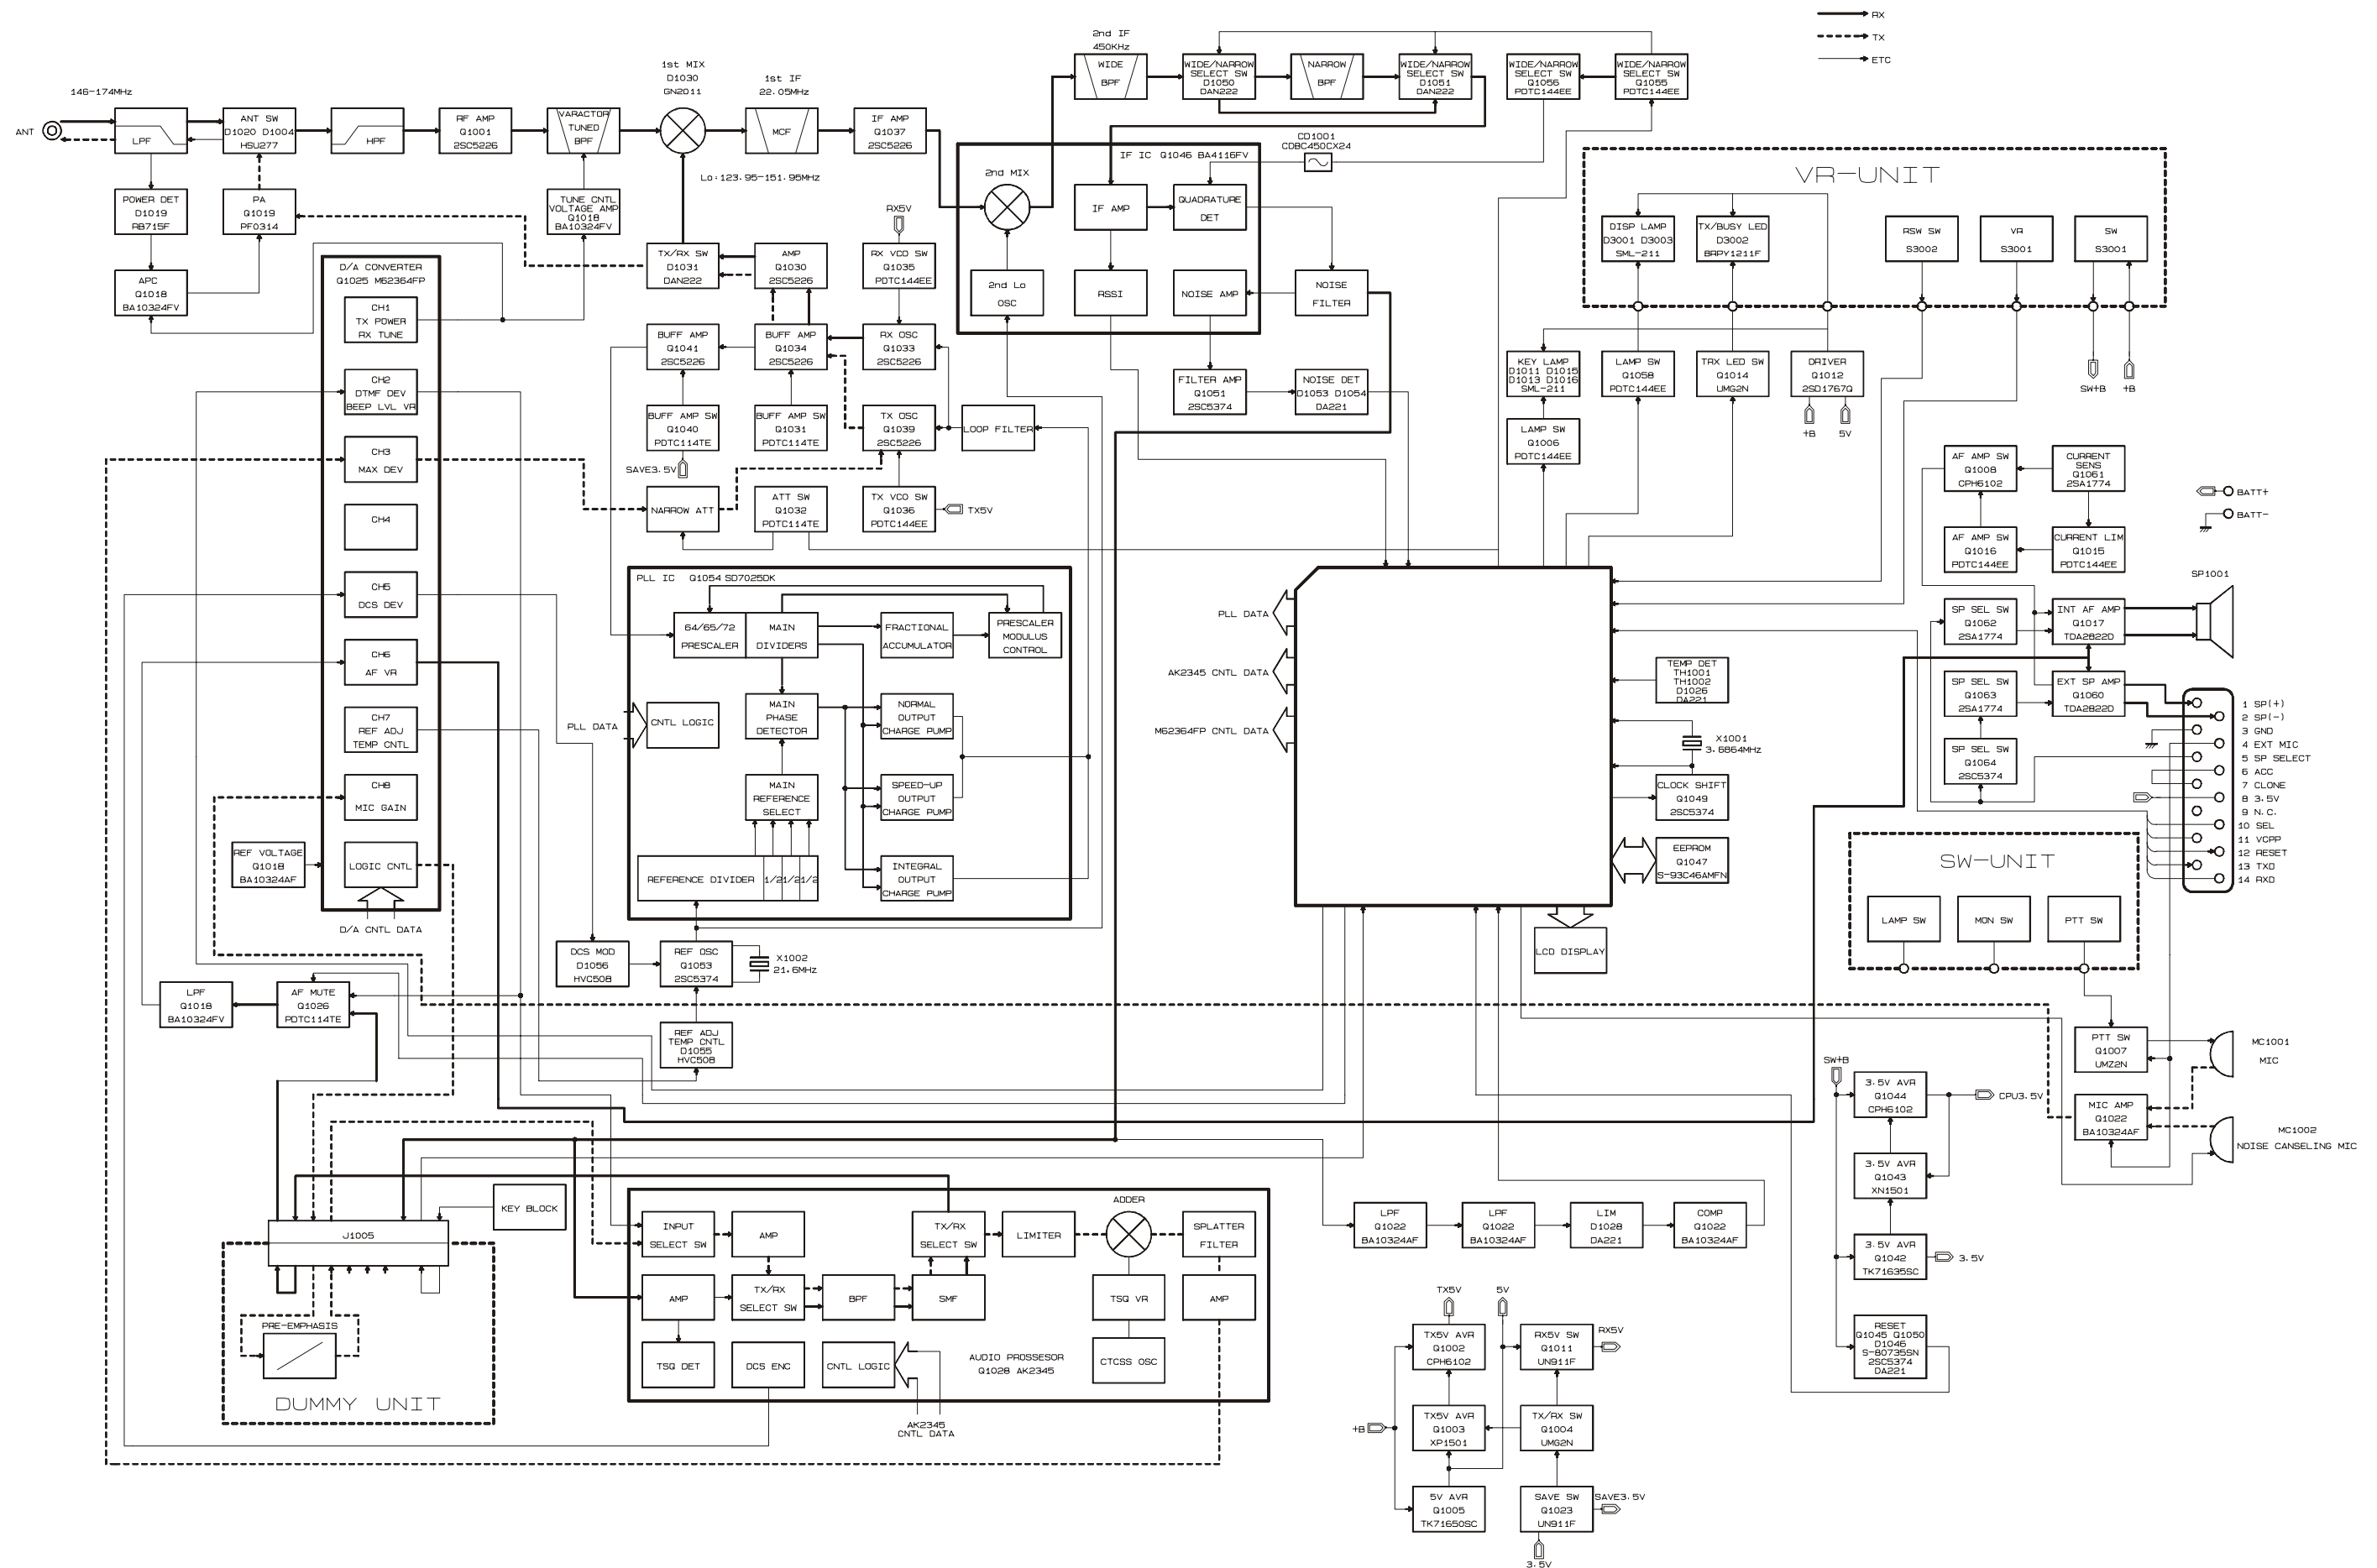 RX
TX
ETC
146-174MHz
ANT
LPF
ANT SW
D1020 D1004
HSU277
HPF
RF AMP
Q1001
2SC5226
VARACTOR
TUNED
BPF
1st MIX
D1030
GN2011
1st IF
22.05MHz
MCF
IF AMP
Q1037
2SC5226
2nd IF
450KHz
WIDE
BPF
WIDE/NARROW
SELECT SW
D1050
DAN222
NARROW
BPF
WIDE/NARROW
SELECT SW
D1051
DAN222
WIDE/NARROW
SELECT SW
Q1056
PDTC144EE
WIDE/NARROW
SELECT SW
Q1055
PDTC144EE
CD1001
CDBC450CX24
POWER DET
D1019
RB715F
PA
Q1019
PF0314
TUNE CNTL
VOLTAGE AMP
Q1018
BA10324FV
Lo:123.95-151.95MHz
APC
Q1018
BA10324FV
IF IC Q1046 BA4116FV
2nd MIX
IF AMP
QUADRATURE
DET
2nd Lo
OSC
RSSI
NOISE AMP
NOISE
FILTER
FILTER AMP
Q1051
2SC5374
NOISE DET
D1053 D1054
DA221
RX5V
TX/RX SW
D1031
DAN222
AMP
Q1030
2SC5226
RX VCO SW
Q1035
PDTC144EE
BUFF AMP
Q1041
2SC5226
BUFF AMP
Q1034
2SC5226
RX OSC
Q1033
2SC5226
BUFF AMP SW
Q1040
PDTC114TE
BUFF AMP SW
Q1031
PDTC114TE
TX OSC
Q1039
2SC5226
LOOP FILTER
SAVE3.5V
NARROW ATT
ATT SW
Q1032
PDTC114TE
TX VCO SW
Q1036
PDTC144EE
TX5V
D/A CONVERTER
Q1025 M62364FP
CH1
TX POWER
RX TUNE
CH2
DTMF DEV
BEEP LVL VR
CH3
MAX DEV
CH4
CH5
DCS DEV
CH6
AF VR
CH7
REF ADJ
TEMP CNTL
CH8
MIC GAIN
LOGIC CNTL
D/A CNTL DATA
REF VOLTAGE
Q1018
BA10324AF
VR-UNIT
DISP LAMP
D3001 D3003
SML-211
TX/BUSY LED
D3002
BRPY1211F
RSW SW
S3002
VR
S3001
SW
S3001
KEY LAMP
D1011 D1015
D1013 D1016
SML-211
LAMP SW
Q1058
PDTC144EE
TRX LED SW
Q1014
UMG2N
DRIVER
Q1012
2SD1767Q
+B
5V
SW+B
+B
LAMP SW
Q1006
PDTC144EE
AF AMP SW
Q1008
CPH6102
CURRENT
SENS
Q1061
2SA1774
AF AMP SW
Q1016
PDTC144EE
CURRENT LIM
Q1015
PDTC144EE
BATT+
BATT-
SP1001
SP SEL SW
Q1062
2SA1774
INT AF AMP
Q1017
TDA2822D
SP SEL SW
Q1063
2SA1774
EXT SP AMP
Q1060
TDA2822D
SP SEL SW
Q1064
2SC5374
1 SP(+)
2 SP(-)
3 GND
4 EXT MIC
5 SP SELECT
6 ACC
7 CLONE
8 3.5V
9 N.C.
10 SEL
11 VCPP
12 RESET
13 TXD
14 RXD
PLL IC Q1054 SD7025DK
64/65/72
PRESCALER
MAIN
DIVIDERS
FRACTIONAL
ACCUMULATOR
PRESCALER
MODULUS
CONTROL
PLL DATA
CNTL LOGIC
MAIN
PHASE
DETECTOR
NORMAL
OUTPUT
CHARGE PUMP
MAIN
REFERENCE
SELECT
SPEED-UP
OUTPUT
CHARGE PUMP
REFERENCE DIVIDER
1/2
1/2
1/2
INTEGRAL
OUTPUT
CHARGE PUMP
DCS MOD
D1056
HVC508
REF OSC
Q1053
2SC5374
X1002
21.6MHz
REF ADJ
TEMP CNTL
D1055
HVC508
PLL DATA
AK2345 CNTL DATA
M62364FP CNTL DATA
TEMP DET
TH1001
TH1002
D1026
DA221
X1001
3.6864MHz
CLOCK SHIFT
Q1049
2SC5374
EEPROM
Q1047
S-93C46AMFN
LCD DISPLAY
SW-UNIT
LAMP SW
MON SW
PTT SW
PTT SW
Q1007
UMZ2N
MC1001
MIC
MIC AMP
Q1022
BA10324AF
MC1002
NOISE CANSELING MIC
LPF
Q1018
BA10324FV
AF MUTE
Q1026
PDTC114TE
SW+B
3.5V AVR
Q1044
CPH6102
CPU3.5V
3.5V AVR
Q1043
XN1501
3.5V AVR
Q1042
TK71635SC
3.5V
RESET
Q1045 Q1050
D1046
S-80735SN
2SC5374
DA221
KEY BLOCK
J1005
PRE-EMPHASIS
DUMMY UNIT
INPUT
SELECT SW
AMP
TX/RX
SELECT SW
LIMITER
ADDER
SPLATTER
FILTER
AMP
TX/RX
SELECT SW
BPF
SMF
TSQ VR
AMP
TSQ DET
DCS ENC
CNTL LOGIC
AUDIO PROSSESOR
Q1028 AK2345
CTCSS OSC
AK2345
CNTL DATA
LPF
Q1022
BA10324AF
LPF
Q1022
BA10324AF
LIM
D1028
DA221
COMP
Q1022
BA10324AF
TX5V
5V
TX5V AVR
Q1002
CPH6102
RX5V SW
Q1011
UN911F
RX5V
+B
TX5V AVR
Q1003
XP1501
TX/RX SW
Q1004
UMG2N
5V AVR
Q1005
TK71650SC
SAVE SW
Q1023
UN911F
SAVE3.5V
3.5V